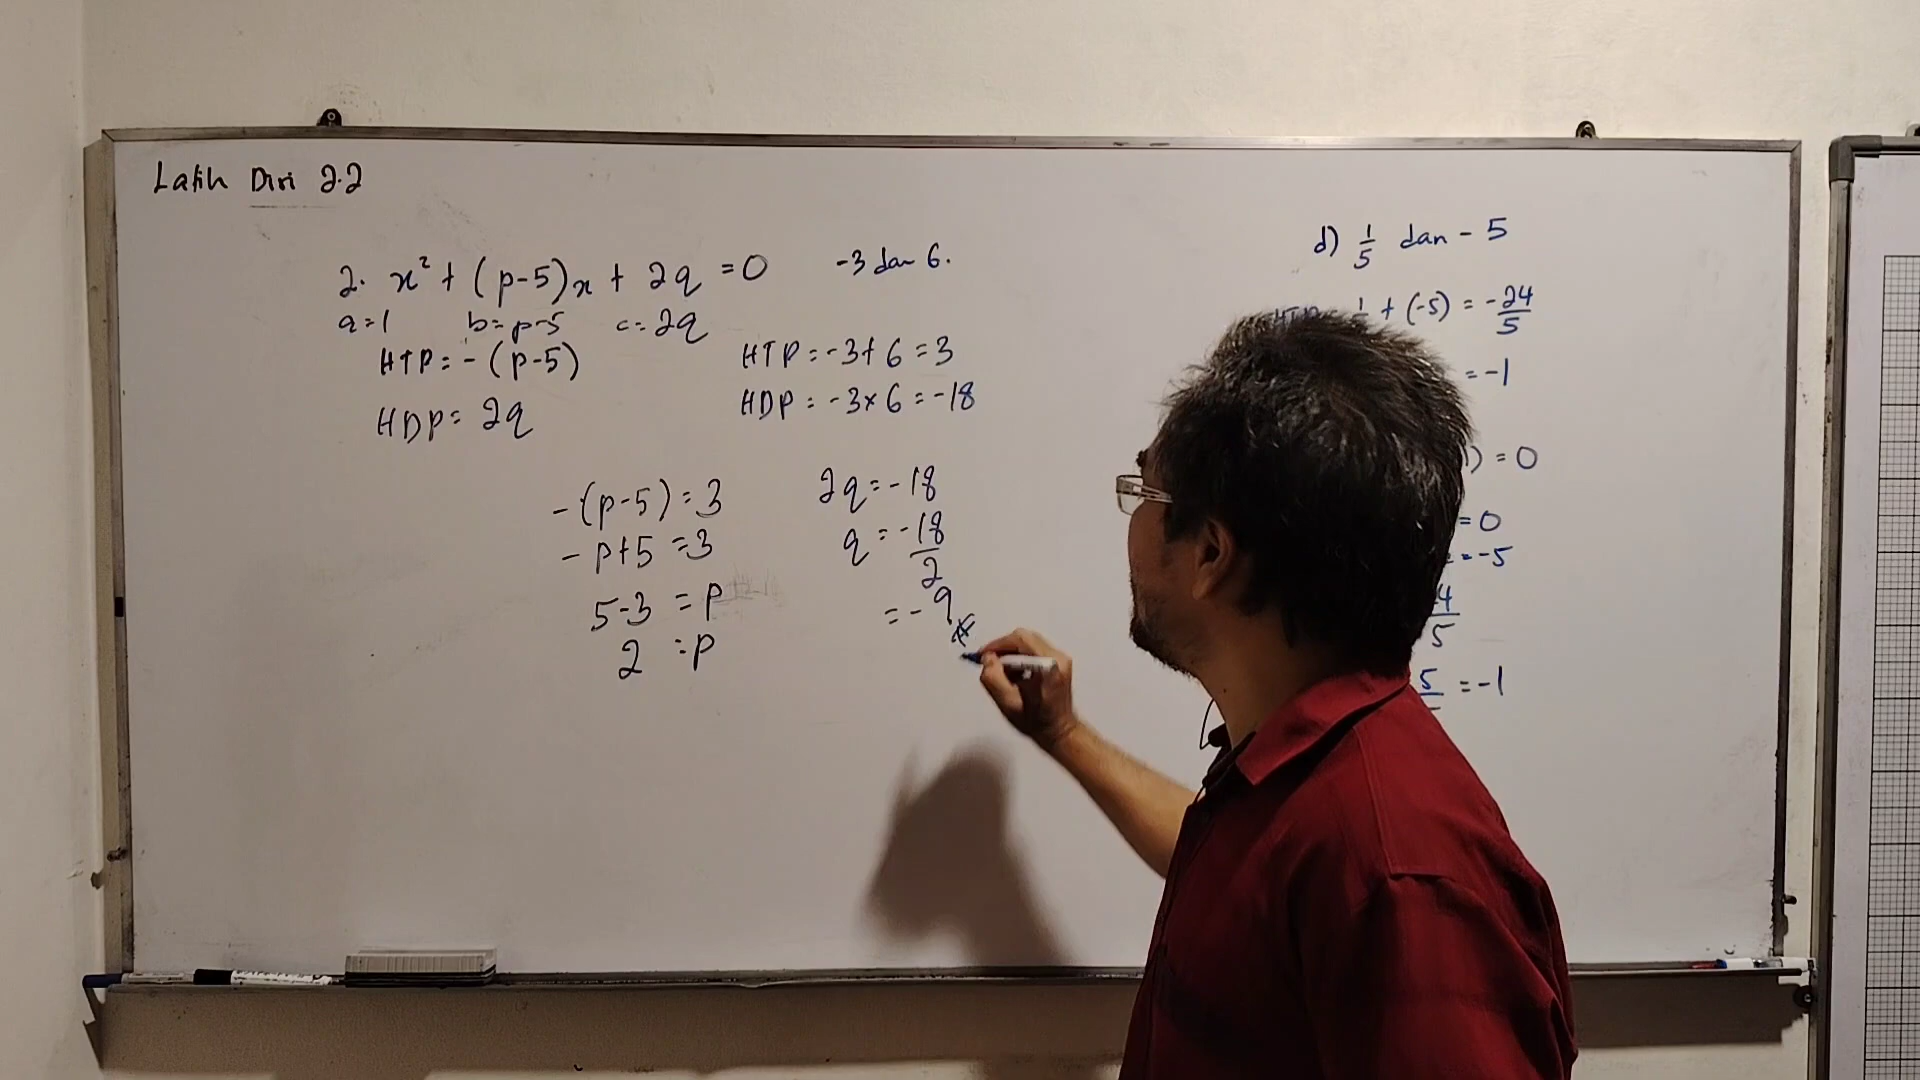 Latih Diri 2.2
2. x² + (p-5)x + 2q = 0 -3 dan 6.
a=1 b=p-5 c=2q
HTP = -(p-5)
HDP = 2q
HTP = -3+6 = 3
HDP = -3×6 = -18
-(p-5) = 3
-p+5 = 3
5-3 = p
2 = p
2q = -18
q = -18/2
= -9
d) 1/5 dan -5
+ (-5) = -24/5
= -1
) = 0
= 0
= -5
5
5 = -1